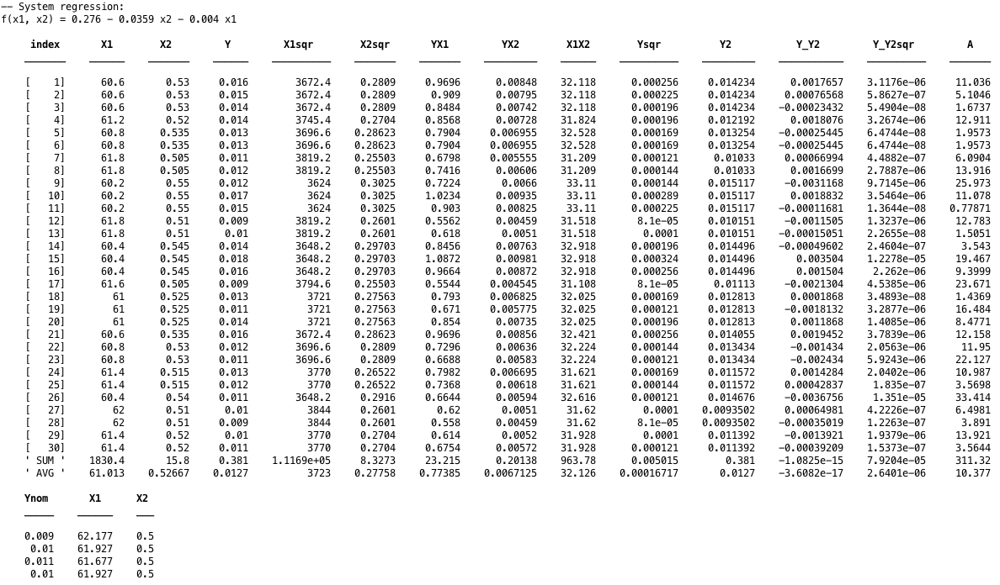 -- System regression:
f(x1, x2) = 0.276 - 0.0359 x2 - 0.004 x1
index X1 X2 Y X1sqr X2sqr YX1 YX2 X1X2 Ysqr Y2 Y_Y2 Y_Y2sqr A
[ 1] 60.6 0.53 0.016 3672.4 0.2809 0.9696 0.00848 32.118 0.000256 0.014234 0.0017657 3.1176e-06 11.036
[ 2] 60.6 0.53 0.015 3672.4 0.2809 0.909 0.00795 32.118 0.000225 0.014234 0.00076568 5.8627e-07 5.1046
[ 3] 60.6 0.53 0.014 3672.4 0.2809 0.8484 0.00742 32.118 0.000196 0.014234 -0.00023432 5.4904e-08 1.6737
[ 4] 61.2 0.52 0.014 3745.4 0.2704 0.8568 0.00728 31.824 0.000196 0.012192 0.0018076 3.2674e-06 12.911
[ 5] 60.8 0.535 0.013 3696.6 0.28623 0.7904 0.006955 32.528 0.000169 0.013254 -0.00025445 6.4744e-08 1.9573
[ 6] 60.8 0.535 0.013 3696.6 0.28623 0.7904 0.006955 32.528 0.000169 0.013254 -0.00025445 6.4744e-08 1.9573
[ 7] 61.8 0.505 0.011 3819.2 0.25503 0.6798 0.005555 31.209 0.000121 0.01033 0.00066994 4.4882e-07 6.0904
[ 8] 61.8 0.505 0.012 3819.2 0.25503 0.7416 0.00606 31.209 0.000144 0.01033 0.0016699 2.7887e-06 13.916
[ 9] 60.2 0.55 0.012 3624 0.3025 0.7224 0.0066 33.11 0.000144 0.015117 -0.0031168 9.7145e-06 25.973
[ 10] 60.2 0.55 0.017 3624 0.3025 1.0234 0.00935 33.11 0.000289 0.015117 0.0018832 3.5464e-06 11.078
[ 11] 60.2 0.55 0.015 3624 0.3025 0.903 0.00825 33.11 0.000225 0.015117 -0.00011681 1.3644e-08 0.77871
[ 12] 61.8 0.51 0.009 3819.2 0.2601 0.5562 0.00459 31.518 8.1e-05 0.010151 -0.0011505 1.3237e-06 12.783
[ 13] 61.8 0.51 0.01 3819.2 0.2601 0.618 0.0051 31.518 0.0001 0.010151 -0.00015051 2.2655e-08 1.5051
[ 14] 60.4 0.545 0.014 3648.2 0.29703 0.8456 0.00763 32.918 0.000196 0.014496 -0.00049602 2.4604e-07 3.543
[ 15] 60.4 0.545 0.018 3648.2 0.29703 1.0872 0.00981 32.918 0.000324 0.014496 0.003504 1.2278e-05 19.467
[ 16] 60.4 0.545 0.016 3648.2 0.29703 0.9664 0.00872 32.918 0.000256 0.014496 0.001504 2.262e-06 9.3999
[ 17] 61.6 0.505 0.009 3794.6 0.25503 0.5544 0.004545 31.108 8.1e-05 0.01113 -0.0021304 4.5385e-06 23.671
[ 18] 61 0.525 0.013 3721 0.27563 0.793 0.006825 32.025 0.000169 0.012813 0.0001868 3.4893e-08 1.4369
[ 19] 61 0.525 0.011 3721 0.27563 0.671 0.005775 32.025 0.000121 0.012813 -0.0018132 3.2877e-06 16.484
[ 20] 61 0.525 0.014 3721 0.27563 0.854 0.00735 32.025 0.000196 0.012813 0.0011868 1.4085e-06 8.4771
[ 21] 60.6 0.535 0.016 3672.4 0.28623 0.9696 0.00856 32.421 0.000256 0.014055 0.0019452 3.7839e-06 12.158
[ 22] 60.8 0.53 0.012 3696.6 0.2809 0.7296 0.00636 32.224 0.000144 0.013434 -0.001434 2.0563e-06 11.95
[ 23] 60.8 0.53 0.011 3696.6 0.2809 0.6688 0.00583 32.224 0.000121 0.013434 -0.002434 5.9243e-06 22.127
[ 24] 61.4 0.515 0.013 3770 0.26522 0.7982 0.006695 31.621 0.000169 0.011572 0.0014284 2.0402e-06 10.987
[ 25] 61.4 0.515 0.012 3770 0.26522 0.7368 0.00618 31.621 0.000144 0.011572 0.00042837 1.835e-07 3.5698
[ 26] 60.4 0.54 0.011 3648.2 0.2916 0.6644 0.00594 32.616 0.000121 0.014676 -0.0036756 1.351e-05 33.414
[ 27] 62 0.51 0.01 3844 0.2601 0.62 0.0051 31.62 0.0001 0.0093502 0.00064981 4.2226e-07 6.4981
[ 28] 62 0.51 0.009 3844 0.2601 0.558 0.00459 31.62 8.1e-05 0.0093502 -0.00035019 1.2263e-07 3.891
[ 29] 61.4 0.52 0.01 3770 0.2704 0.614 0.0052 31.928 0.0001 0.011392 -0.0013921 1.9379e-06 13.921
[ 30] 61.4 0.52 0.011 3770 0.2704 0.6754 0.00572 31.928 0.000121 0.011392 -0.00039209 1.5373e-07 3.5644
' SUM ' 1830.4 15.8 0.381 1.1169e+05 8.3273 23.215 0.20138 963.78 0.005015 0.381 -1.0825e-15 7.9204e-05 311.32
' AVG ' 61.013 0.52667 0.0127 3723 0.27758 0.77385 0.0067125 32.126 0.00016717 0.0127 -3.6082e-17 2.6401e-06 10.377
Ynom X1 X2
0.009 62.177 0.5
0.01 61.927 0.5
0.011 61.677 0.5
0.01 61.927 0.5